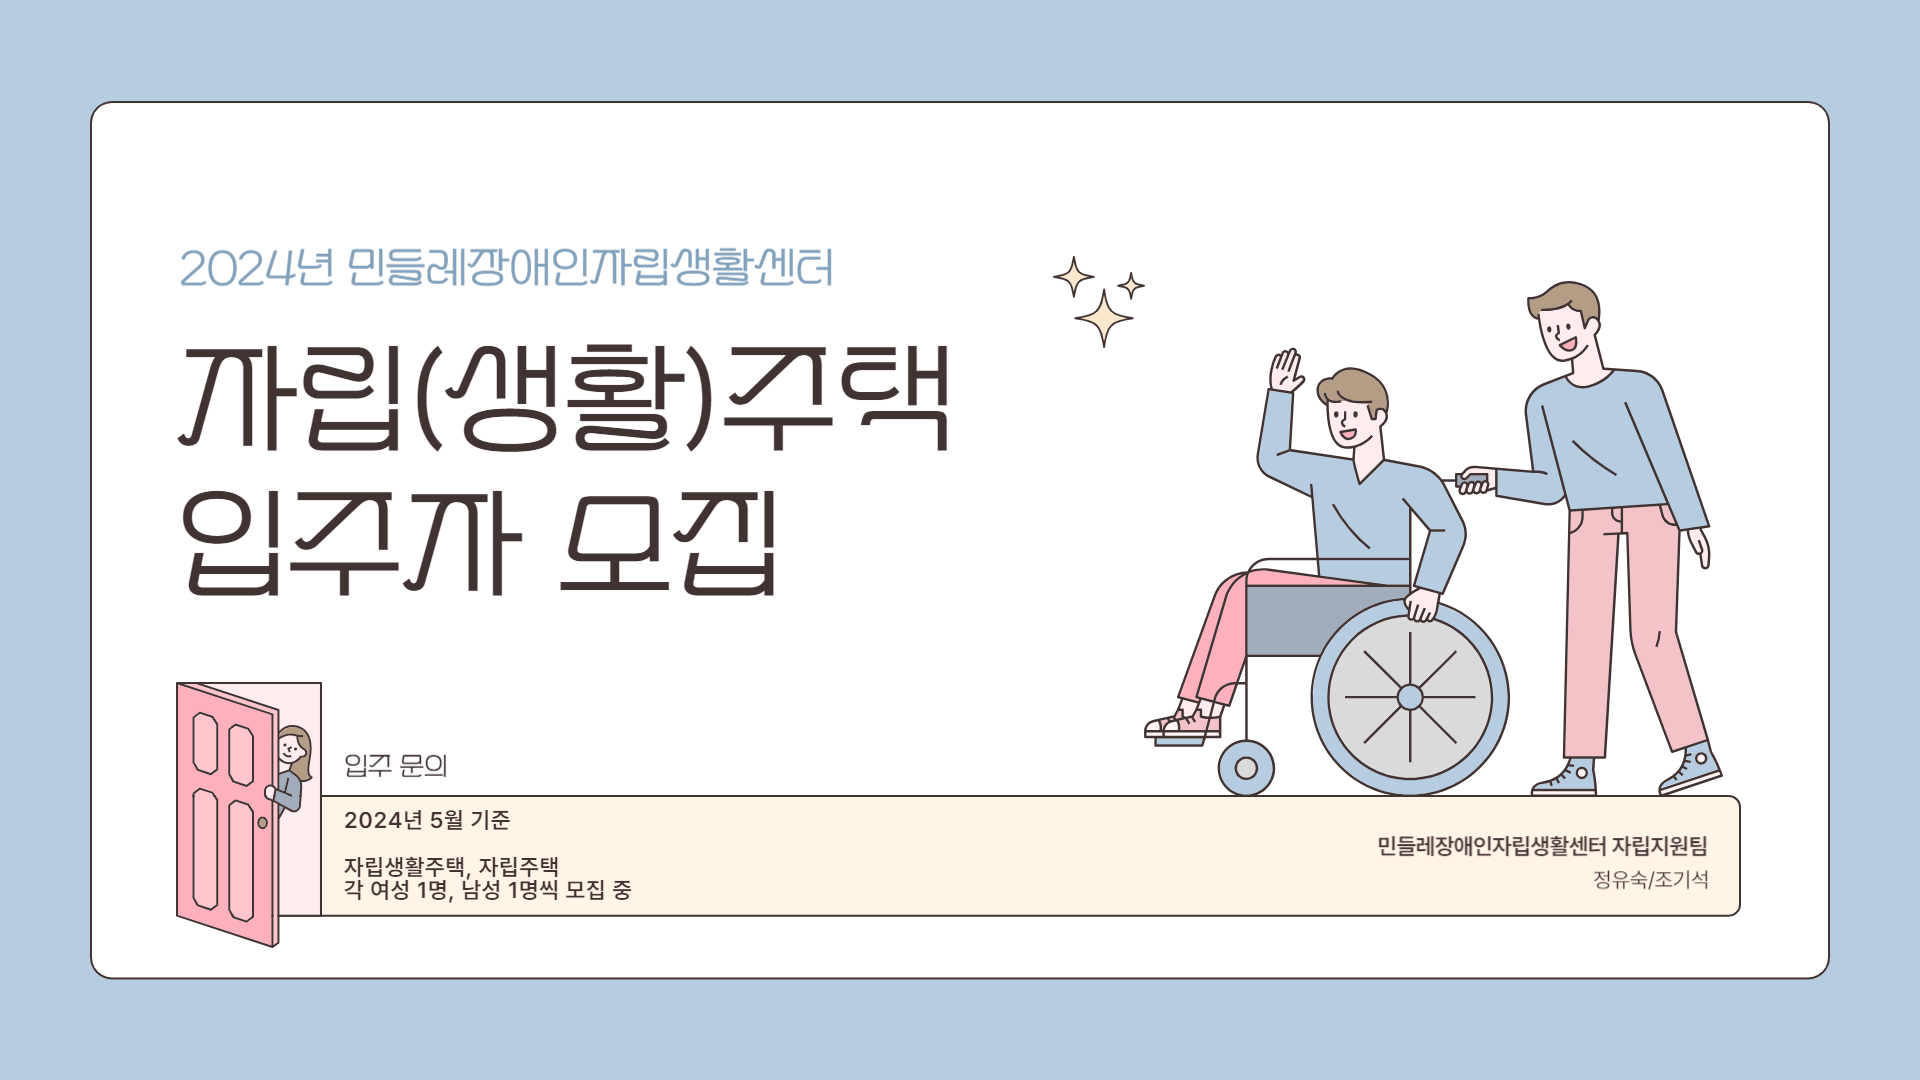 2024년 민들레장애인자립생활센터
자립(생활)주택
입주자 모집
입주 문의
2024년 5월 기준
자립생활주택, 자립주택
각 여성 1명, 남성 1명씩 모집 중
민들레장애인자립생활센터 자립지원팀
정유숙/조기석